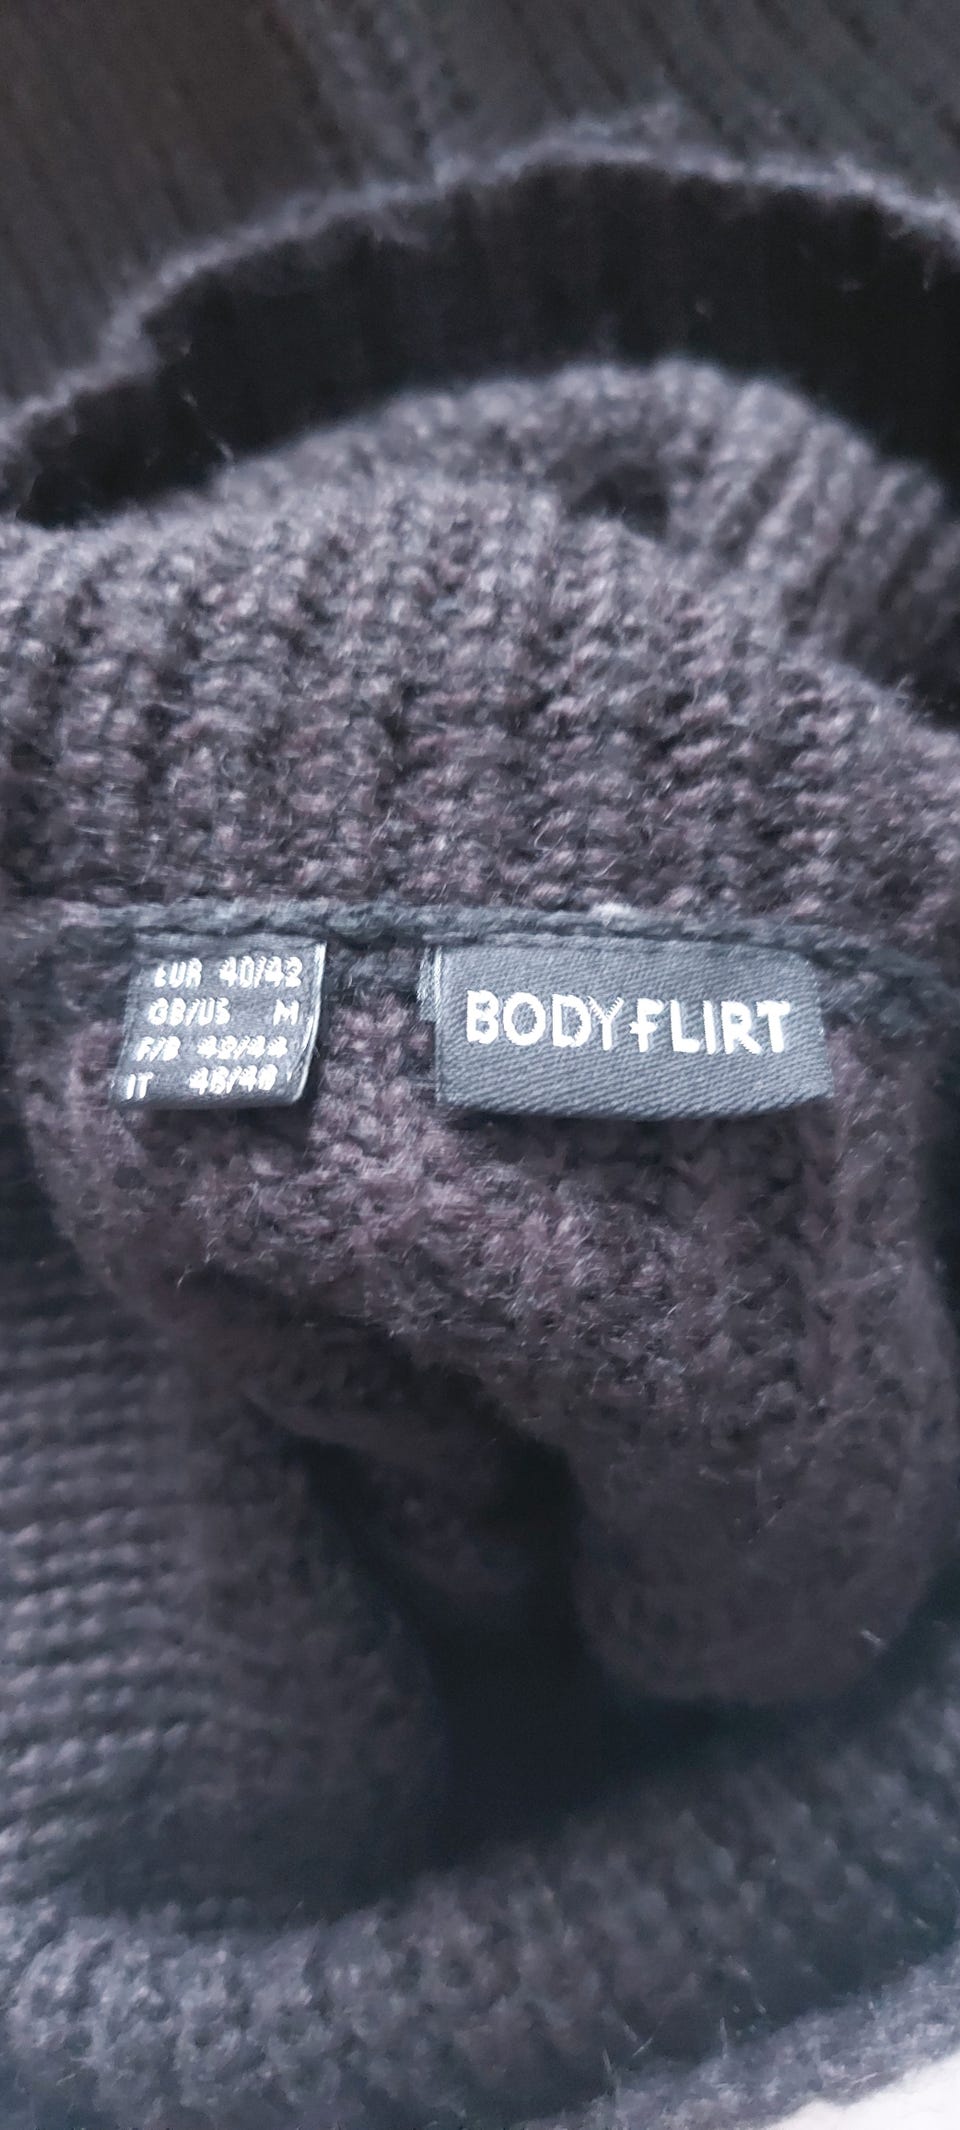 EUR 40/42
GB/US M
F/B 42/44
IT 46/48
BODYFLIRT